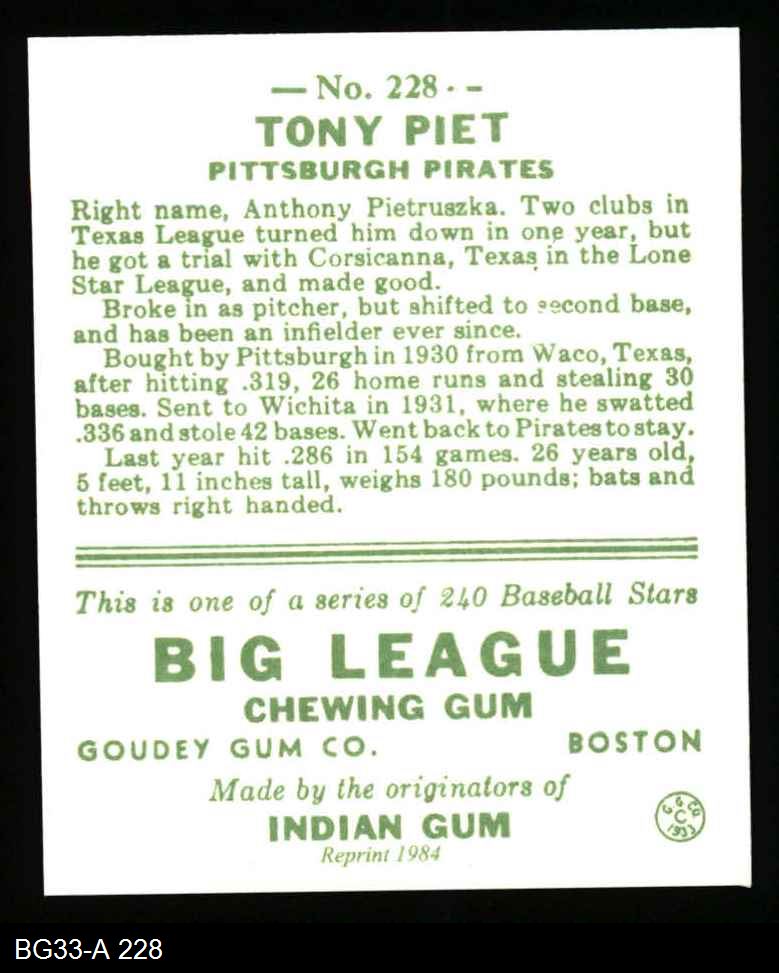 — No. 228 - -
TONY PIET
PITTSBURGH PIRATES
Right name, Anthony Pietruszka. Two clubs in
Texas League turned him down in one year, but
he got a trial with Corsicanna, Texas in the Lone
Star League, and made good.
Broke in as pitcher, but shifted to second base,
and has been an infielder ever since.
Bought by Pittsburgh in 1930 from Waco, Texas,
after hitting .319, 26 home runs and stealing 30
bases. Sent to Wichita in 1931, where he swatted
.336 and stole 42 bases. Went back to Pirates to stay.
Last year hit .286 in 154 games. 26 years old,
5 feet, 11 inches tall, weighs 180 pounds; bats and
throws right handed.
This is one of a series of 240 Baseball Stars
BIG LEAGUE
CHEWING GUM
GOUDEY GUM CO. BOSTON
Made by the originators of
INDIAN GUM
G. G. CO.
C
1933
Reprint 1984
BG33-A 228